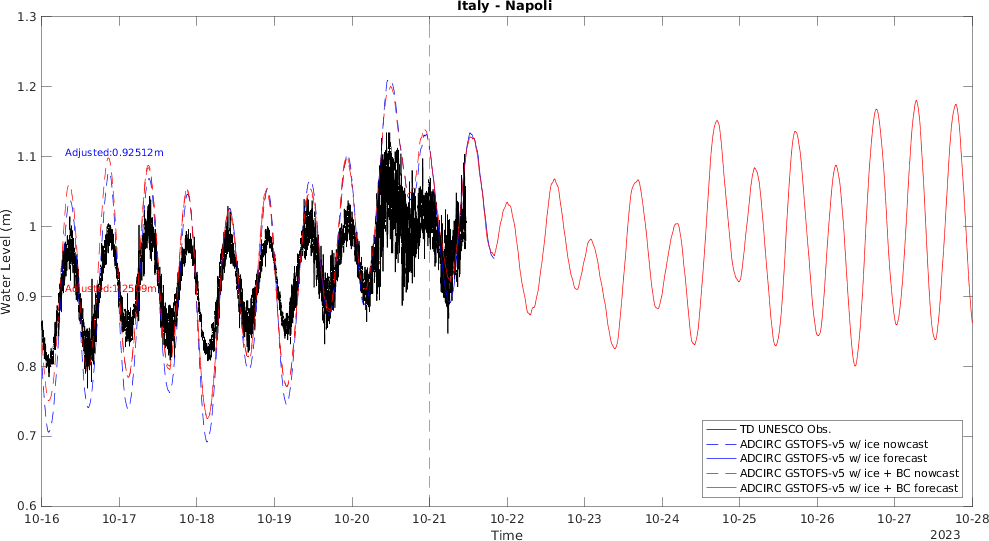 Italy - Napoli
1.3
1.2
1.1
1
0.9
0.8
0.7
0.6
Water Level (m)
Adjusted:0.92512m
TD UNESCO Obs.
ADCIRC GSTOFS-v5 w/ ice nowcast
ADCIRC GSTOFS-v5 w/ ice forecast
ADCIRC GSTOFS-v5 w/ ice + BC nowcast
ADCIRC GSTOFS-v5 w/ ice + BC forecast
10-16 10-17 10-18 10-19 10-20 10-21 10-22 10-23 10-24 10-25 10-26 10-27 10-28
Time
2023